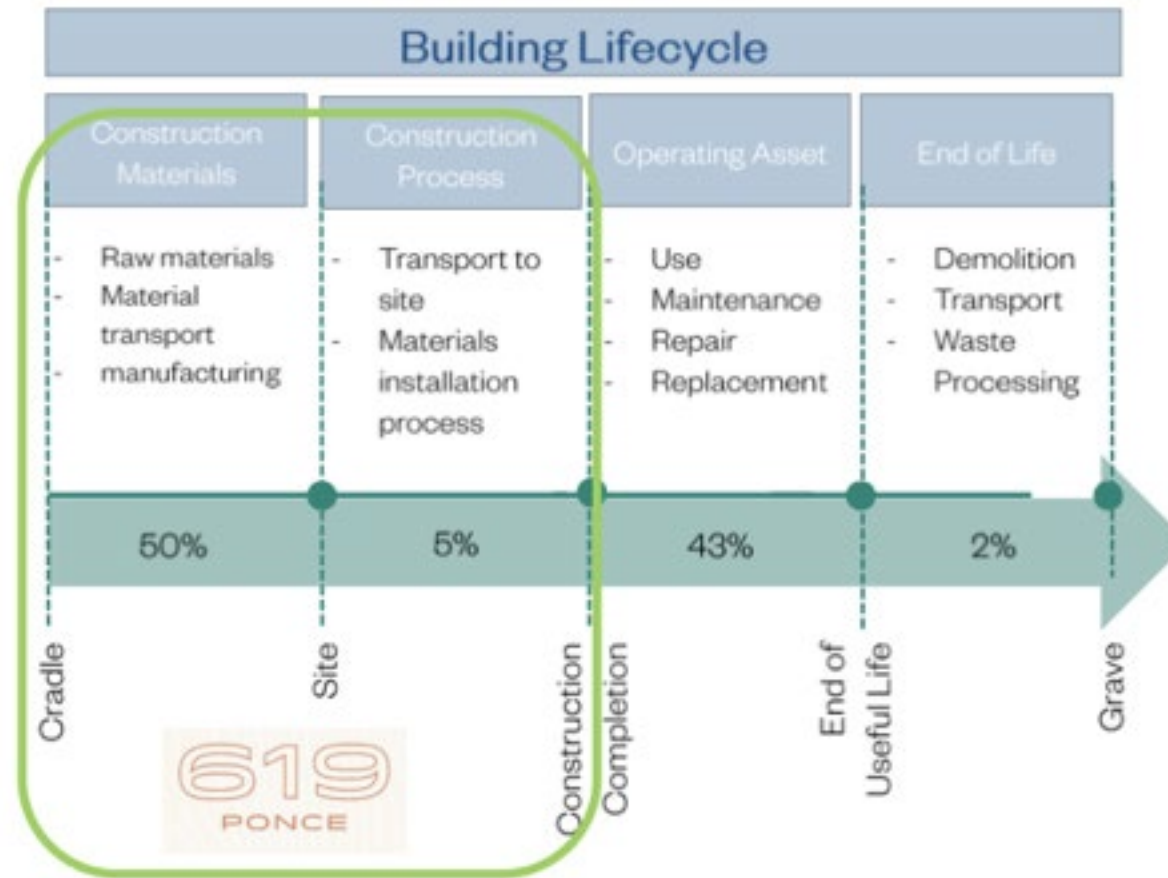 Building Lifecycle
Construction
Materials
Construction
Process
Operating Asset
End of Life
- Raw materials
- Material
transport
- manufacturing
- Transport to
site
- Materials
installation
process
- Use
- Maintenance
- Repair
- Replacement
- Demolition
- Transport
- Waste
Processing
50%
5%
43%
2%
Cradle
Site
Construction
Completion
End of
Useful Life
Grave
619
PONCE